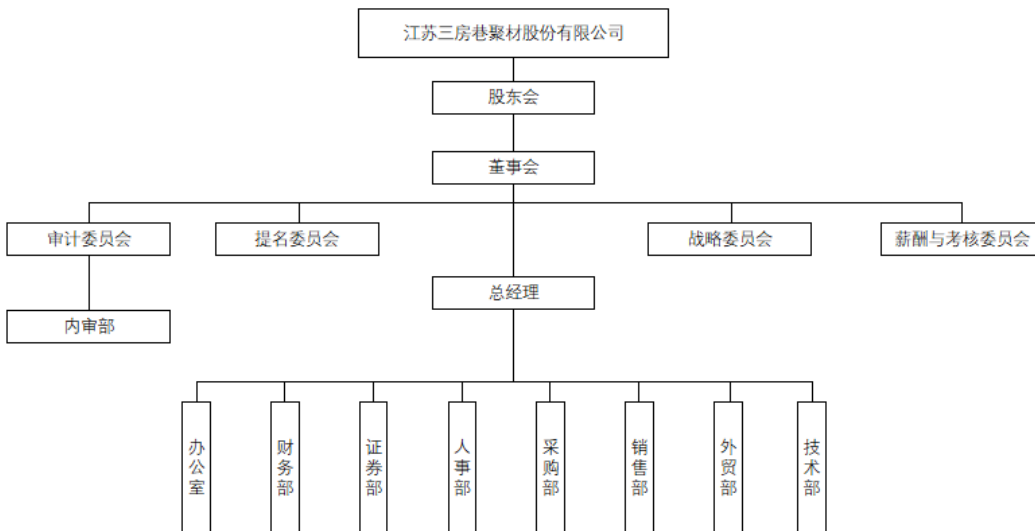 江苏三房巷聚材股份有限公司
股东会
董事会
审计委员会
提名委员会
战略委员会
薪酬与考核委员会
总经理
内审部
办公室
财务部
证券部
人事部
采购部
销售部
外贸部
技术部